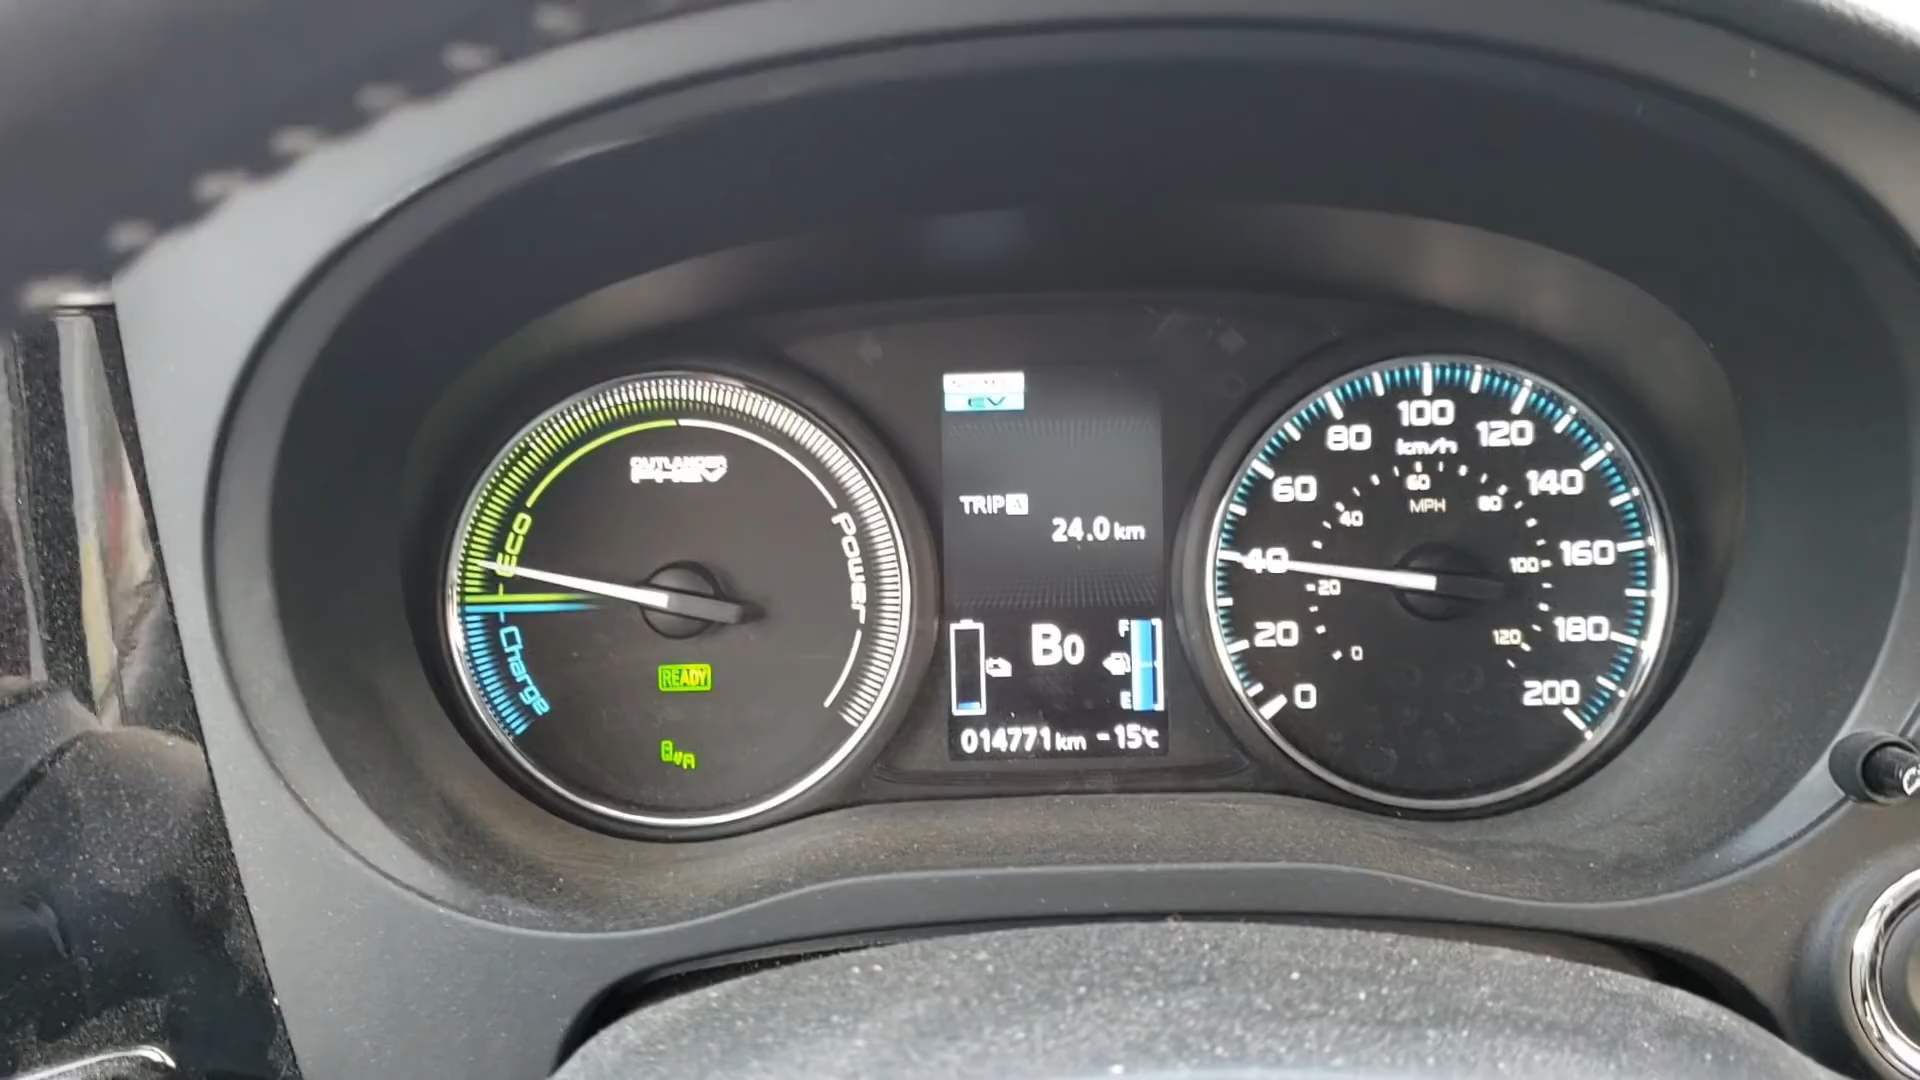 OUTLANDER
PHEV
Eco
Power
Charge
READY
EV
TRIP A
24.0 km
B0
F
E
014771 km -15℃
0
20
40
60
80
100
120
140
160
180
200
km/h
MPH
0
20
40
60
80
100
120